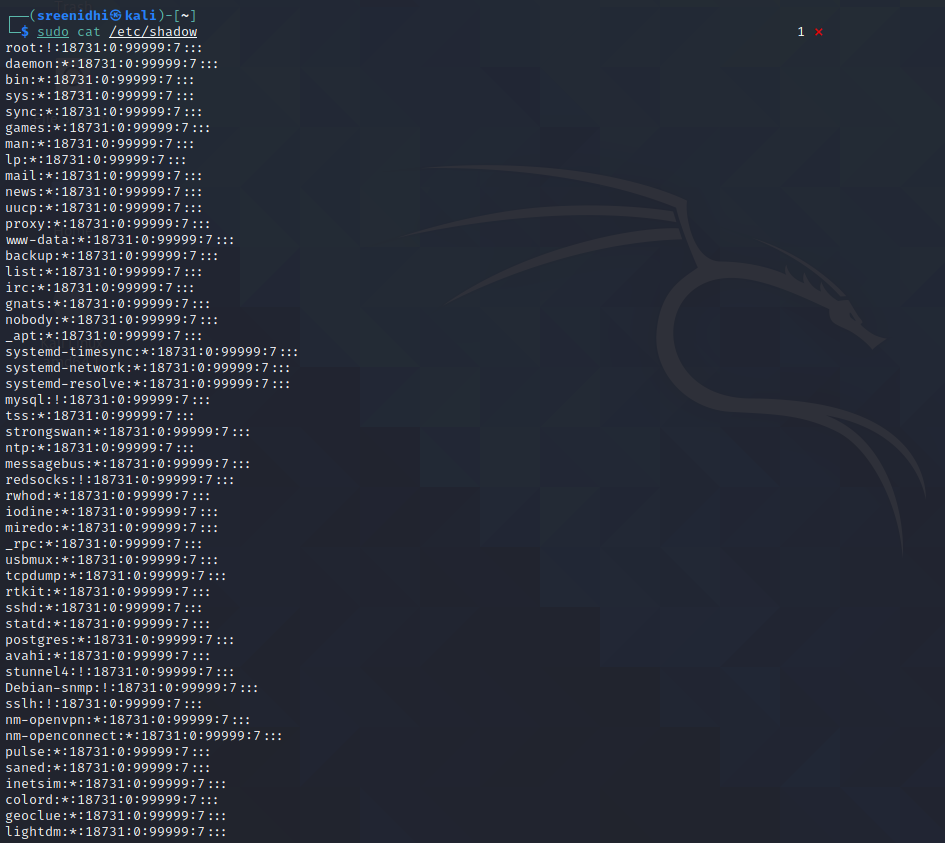 ┌──(sreenidhi㉿kali)-[~]
└─$ sudo cat /etc/shadow 1 ⨯
root:!:18731:0:99999:7:::
daemon:*:18731:0:99999:7:::
bin:*:18731:0:99999:7:::
sys:*:18731:0:99999:7:::
sync:*:18731:0:99999:7:::
games:*:18731:0:99999:7:::
man:*:18731:0:99999:7:::
lp:*:18731:0:99999:7:::
mail:*:18731:0:99999:7:::
news:*:18731:0:99999:7:::
uucp:*:18731:0:99999:7:::
proxy:*:18731:0:99999:7:::
www-data:*:18731:0:99999:7:::
backup:*:18731:0:99999:7:::
list:*:18731:0:99999:7:::
irc:*:18731:0:99999:7:::
gnats:*:18731:0:99999:7:::
nobody:*:18731:0:99999:7:::
_apt:*:18731:0:99999:7:::
systemd-timesync:*:18731:0:99999:7:::
systemd-network:*:18731:0:99999:7:::
systemd-resolve:*:18731:0:99999:7:::
mysql:!:18731:0:99999:7:::
tss:*:18731:0:99999:7:::
strongswan:*:18731:0:99999:7:::
ntp:*:18731:0:99999:7:::
messagebus:*:18731:0:99999:7:::
redsocks:!:18731:0:99999:7:::
rwhod:*:18731:0:99999:7:::
iodine:*:18731:0:99999:7:::
miredo:*:18731:0:99999:7:::
_rpc:*:18731:0:99999:7:::
usbmux:*:18731:0:99999:7:::
tcpdump:*:18731:0:99999:7:::
rtkit:*:18731:0:99999:7:::
sshd:*:18731:0:99999:7:::
statd:*:18731:0:99999:7:::
postgres:*:18731:0:99999:7:::
avahi:*:18731:0:99999:7:::
stunnel4:!:18731:0:99999:7:::
Debian-snmp:!:18731:0:99999:7:::
sslh:!:18731:0:99999:7:::
nm-openvpn:*:18731:0:99999:7:::
nm-openconnect:*:18731:0:99999:7:::
pulse:*:18731:0:99999:7:::
saned:*:18731:0:99999:7:::
inetsim:*:18731:0:99999:7:::
colord:*:18731:0:99999:7:::
geoclue:*:18731:0:99999:7:::
lightdm:*:18731:0:99999:7:::